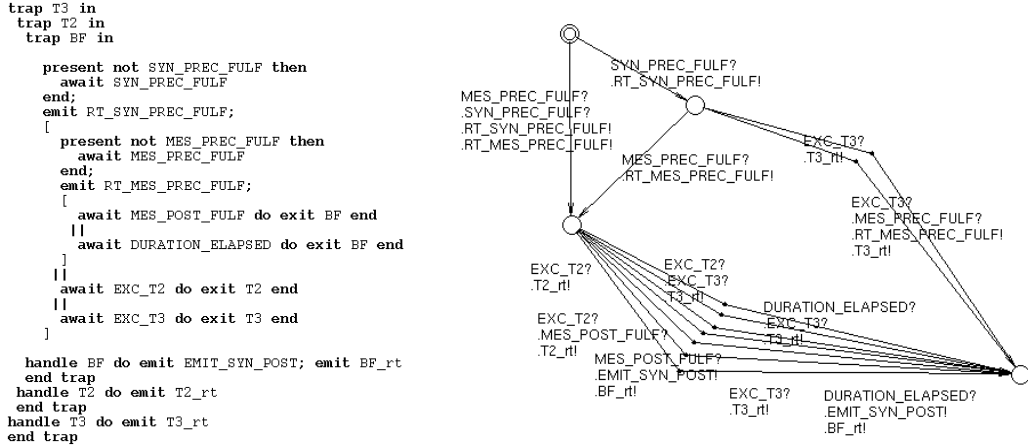 trap T3 in
trap T2 in
trap BF in
present not SYN_PREC_FULF then
await SYN_PREC_FULF
end;
emit RT_SYN_PREC_FULF;
[
present not MES_PREC_FULF then
await MES_PREC_FULF
end;
emit RT_MES_PREC_FULF;
[
await MES_POST_FULF do exit BF end
||
await DURATION_ELAPSED do exit BF end
]
||
await EXC_T2 do exit T2 end
||
await EXC_T3 do exit T3 end
]
handle BF do emit EMIT_SYN_POST; emit BF_rt
end trap
handle T2 do emit T2_rt
end trap
handle T3 do emit T3_rt
end trap
SYN_PREC_FULF?
.RT_SYN_PREC_FULF!
MES_PREC_FULF?
.SYN_PREC_FULF?
.RT_SYN_PREC_FULF!
.RT_MES_PREC_FULF!
MES_PREC_FULF?
.RT_MES_PREC_FULF!
EXC_T3?
.T3_rt!
EXC_T3?
.MES_PREC_FULF?
.RT_MES_PREC_FULF!
.T3_rt!
EXC_T2?
.T2_rt!
EXC_T2?
.EXC_T3?
.T3_rt!
DURATION_ELAPSED?
.EXC_T3?
.T3_rt!
EXC_T2?
.MES_POST_FULF?
.T2_rt!
MES_POST_FULF?
.EMIT_SYN_POST!
.BF_rt!
EXC_T3?
.T3_rt!
DURATION_ELAPSED?
.EMIT_SYN_POST!
.BF_rt!